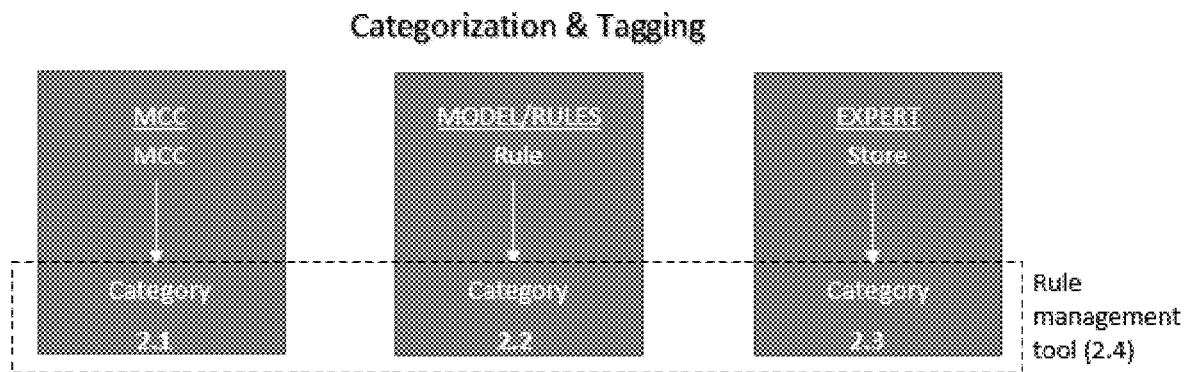 Categorization & Tagging
MCC
MCC
Category
2.1
MODEL/RULES
Rule
Category
2.2
EXPERT
Store
Category
2.3
Rule
management
tool (2.4)